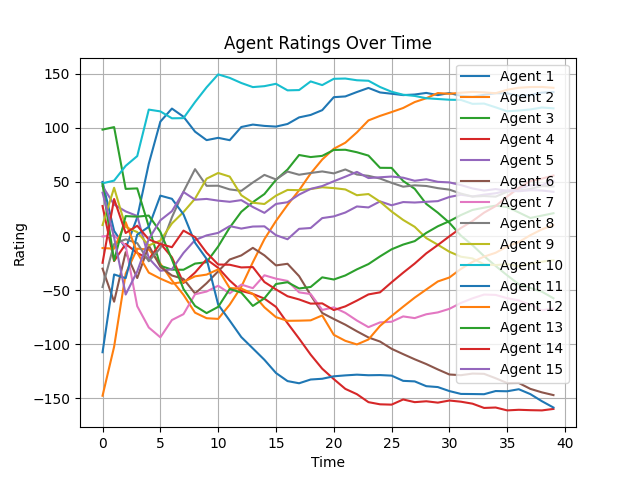 Agent Ratings Over Time
150
100
50
0
−50
−100
−150
Rating
0 5 10 15 20 25 30 35 40
Time
Agent 1
Agent 2
Agent 3
Agent 4
Agent 5
Agent 6
Agent 7
Agent 8
Agent 9
Agent 10
Agent 11
Agent 12
Agent 13
Agent 14
Agent 15